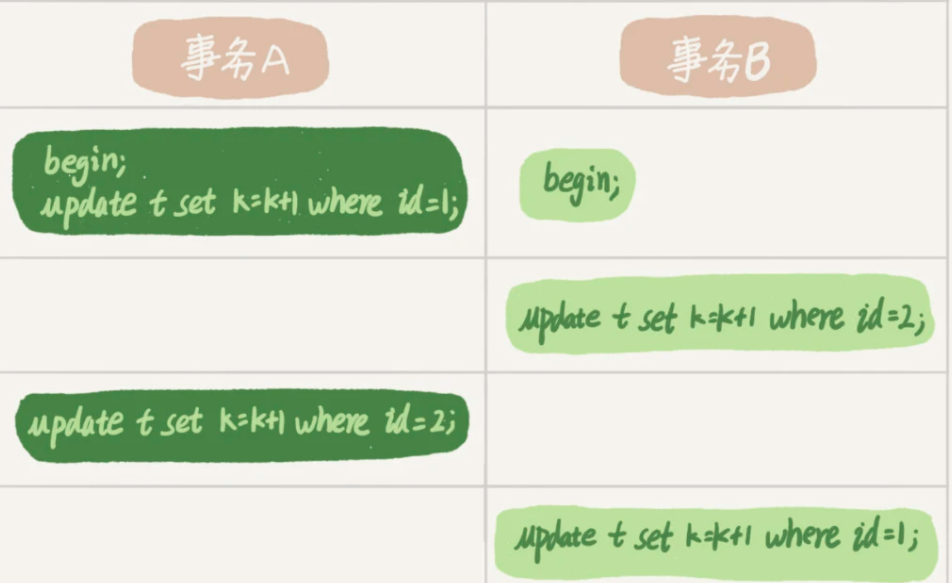 事务A
事务B
begin;
update t set k=k+1 where id=1;
begin;
update t set k=k+1 where id=2;
update t set k=k+1 where id=2;
update t set k=k+1 where id=1;